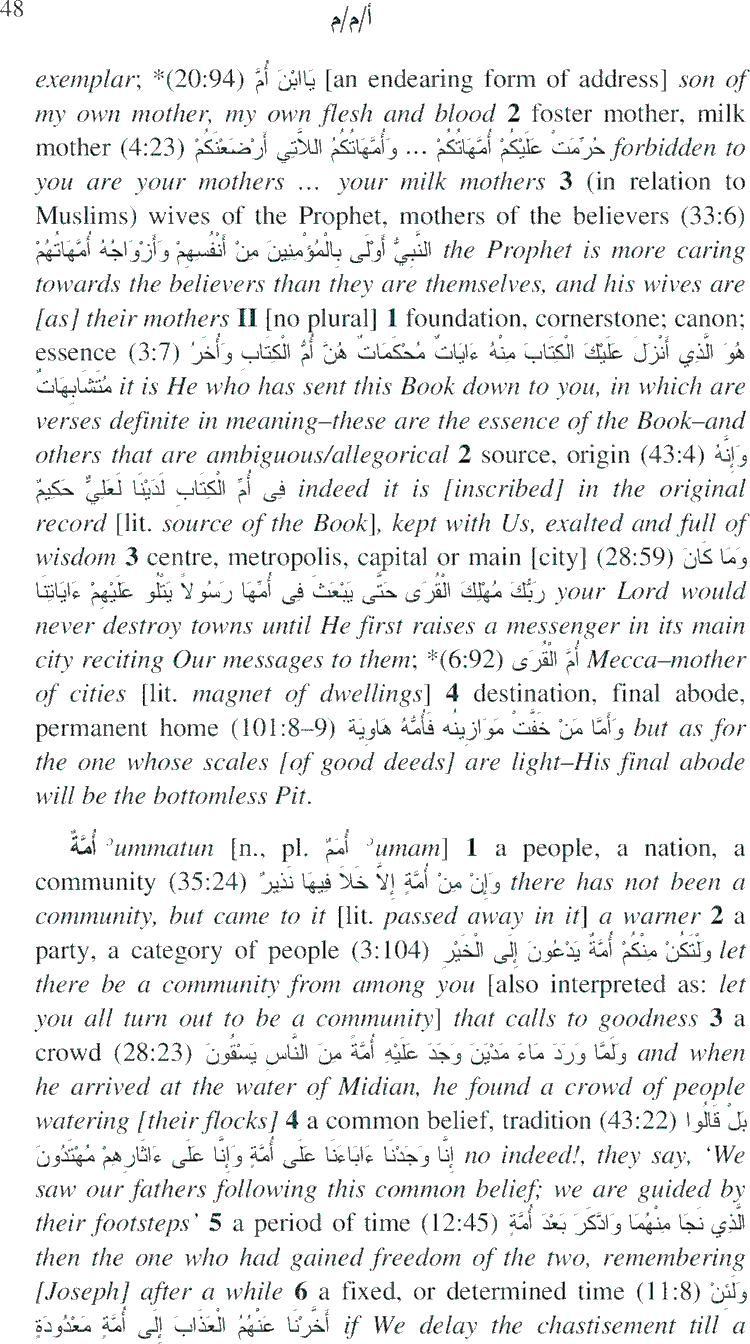 48
أ/م/م
exemplar; *(20:94) يَاابْنَ أُمَّ [an endearing form of address] son of
my own mother, my own flesh and blood 2 foster mother, milk
mother (4:23) حُرِّمَتْ عَلَيْكُمْ أُمَّهَاتُكُمْ ... وَأُمَّهَاتُكُمُ اللاَّتِي أَرْضَعْنَكُمْ forbidden to
you are your mothers ... your milk mothers 3 (in relation to
Muslims) wives of the Prophet, mothers of the believers (33:6)
النَّبِيُّ أَوْلَى بِالْمُؤْمِنِينَ مِنْ أَنْفُسِهِمْ وَأَزْوَاجُهُ أُمَّهَاتُهُمْ the Prophet is more caring
towards the believers than they are themselves, and his wives are
[as] their mothers II [no plural] 1 foundation, cornerstone; canon;
essence (3:7) هُوَ الَّذِي أَنْزَلَ عَلَيْكَ الْكِتَابَ مِنْهُ ءَايَاتٌ مُحْكَمَاتٌ هُنَّ أُمُّ الْكِتَابِ وَأُخَرُ
مُتَشَابِهَاتٌ it is He who has sent this Book down to you, in which are
verses definite in meaning–these are the essence of the Book–and
others that are ambiguous/allegorical 2 source, origin (43:4) وَإِنَّهُ
فِي أُمِّ الْكِتَابِ لَدَيْنَا لَعَلِيٌّ حَكِيمٌ indeed it is [inscribed] in the original
record [lit. source of the Book], kept with Us, exalted and full of
wisdom 3 centre, metropolis, capital or main [city] (28:59) وَمَا كَانَ
رَبُّكَ مُهْلِكَ الْقُرَى حَتَّى يَبْعَثَ فِي أُمِّهَا رَسُولاً يَتْلُو عَلَيْهِمْ ءَايَاتِنَا your Lord would
never destroy towns until He first raises a messenger in its main
city reciting Our messages to them; *(6:92) أُمَّ الْقُرَى Mecca–mother
of cities [lit. magnet of dwellings] 4 destination, final abode,
permanent home (101:8–9) وَأَمَّا مَنْ خَفَّتْ مَوَازِينُه فَأُمُّهُ هَاوِيَة but as for
the one whose scales [of good deeds] are light–His final abode
will be the bottomless Pit.
أُمَّةٌ ʾummatun [n., pl. أُمَمٌ ʾumam] 1 a people, a nation, a
community (35:24) وَإِنْ مِنْ أُمَّةٍ إِلاَّ خَلاَ فِيهَا نَذِيرٌ there has not been a
community, but came to it [lit. passed away in it] a warner 2 a
party, a category of people (3:104) وَلْتَكُنْ مِنْكُمْ أُمَّةٌ يَدْعُونَ إِلَى الْخَيْرِ let
there be a community from among you [also interpreted as: let
you all turn out to be a community] that calls to goodness 3 a
crowd (28:23) وَلَمَّا وَرَدَ مَاءَ مَدْيَنَ وَجَدَ عَلَيْهِ أُمَّةً مِنَ النَّاسِ يَسْقُونَ and when
he arrived at the water of Midian, he found a crowd of people
watering [their flocks] 4 a common belief, tradition (43:22) بَلْ قَالُوا
إِنَّا وَجَدْنَا ءَابَاءَنَا عَلَى أُمَّةٍ وَإِنَّا عَلَى ءَاثَارِهِمْ مُهْتَدُونَ no indeed!, they say, ‘We
saw our fathers following this common belief; we are guided by
their footsteps’ 5 a period of time (12:45) الَّذِي نَجَا مِنْهُمَا وَادَّكَرَ بَعْدَ أُمَّةٍ
then the one who had gained freedom of the two, remembering
[Joseph] after a while 6 a fixed, or determined time (11:8) وَلَئِنْ
أَخَّرْنَا عَنْهُمُ الْعَذَابَ إِلَى أُمَّةٍ مَعْدُودَةٍ if We delay the chastisement till a